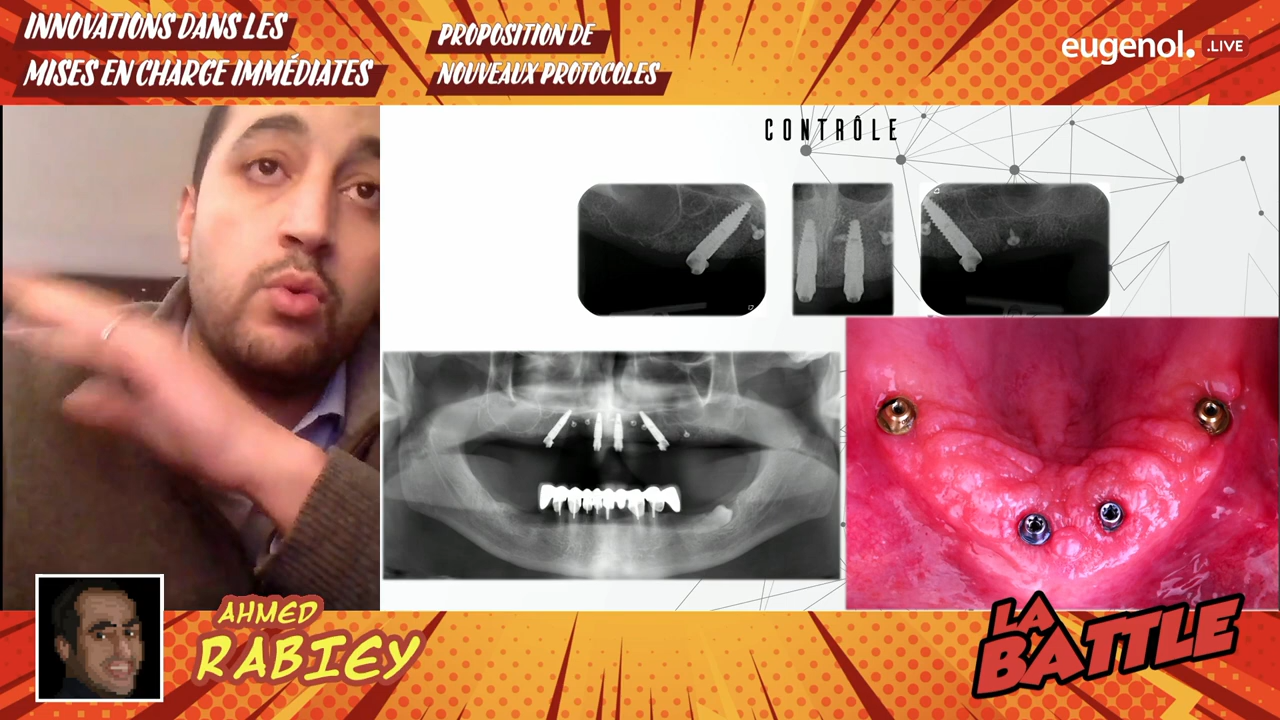 INNOVATIONS DANS LES
MISES EN CHARGE IMMÉDIATES
PROPOSITION DE
NOUVEAUX PROTOCOLES
eugenol. .LIVE
CONTRÔLE
AHMED
RABIEY
LA
BATTLE